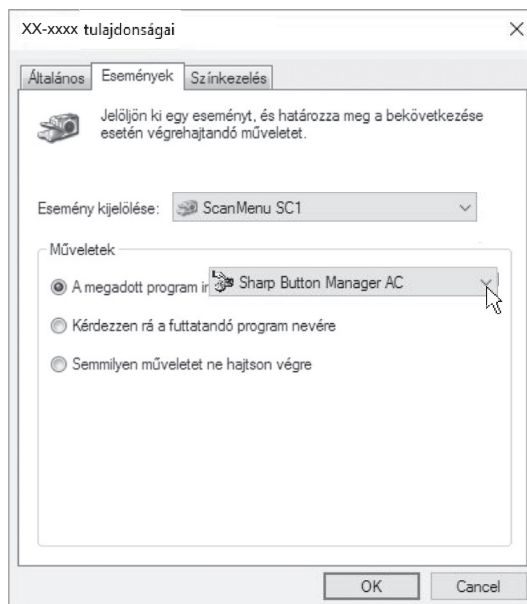 XX-xxxx tulajdonságai
Általános Események Színkezelés
Jelöljön ki egy eseményt, és határozza meg a bekövetkezése
esetén végrehajtandó műveletet.
Esemény kijelölése: ScanMenu SC1
Műveletek
A megadott program Sharp Button Manager AC
Kérdezzen rá a futtatandó program nevére
Semmilyen műveletet ne hajtson végre
OK Cancel